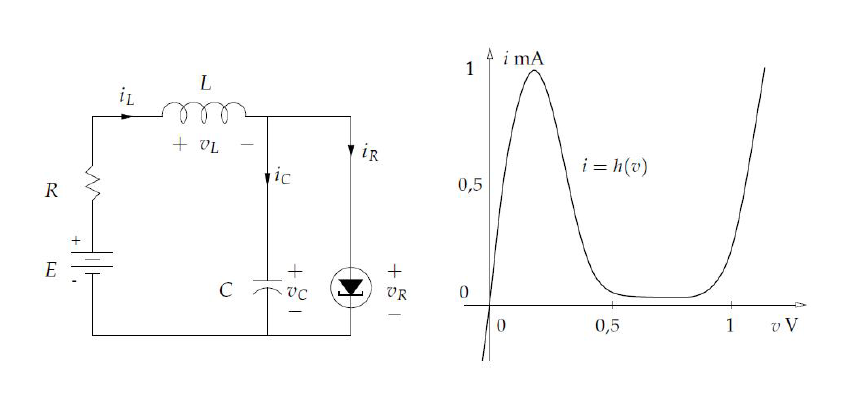 i_L
L
+ v_L −
i_R
i_C
R
+
E
-
C
+
v_C
−
+
v_R
−
i mA
1
i = h(v)
0,5
0
0
0,5
1
v V